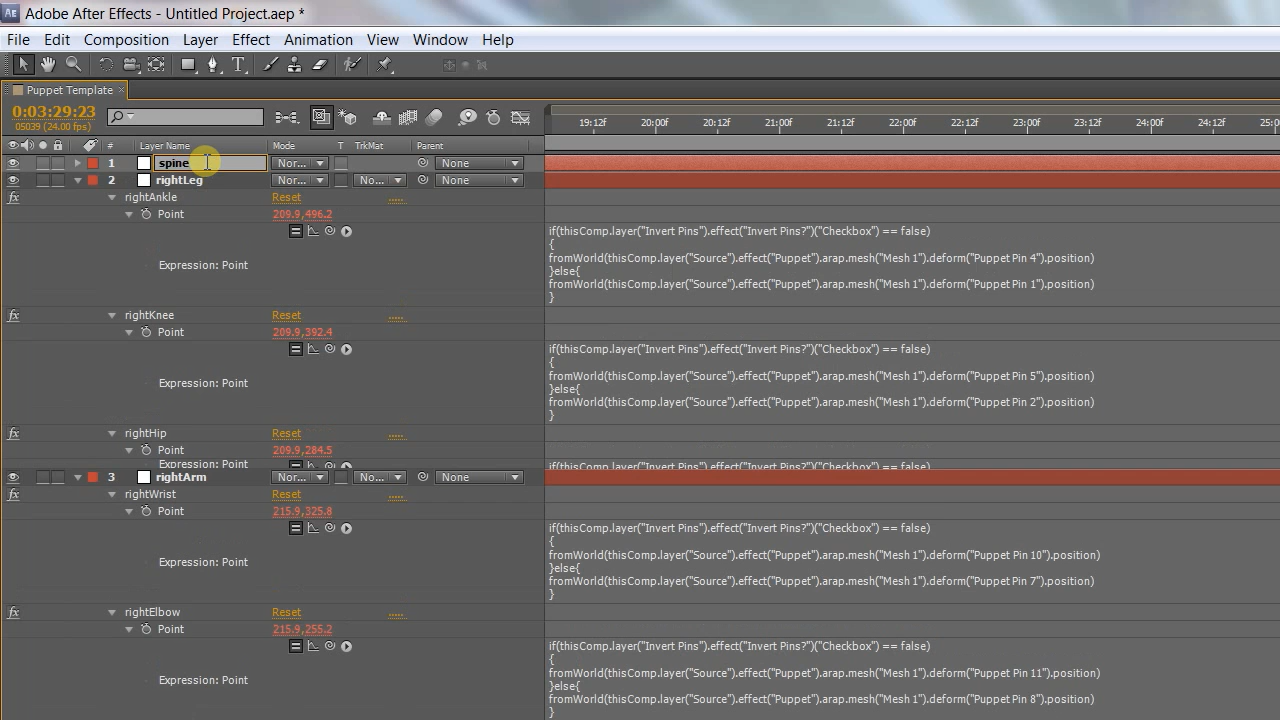 Adobe After Effects - Untitled Project.aep *
File Edit Composition Layer Effect Animation View Window Help
Puppet Template
0:03:29:23
05039 (24.00 fps)
19:12f 20:00f 20:12f 21:00f 21:12f 22:00f 22:12f 23:00f 23:12f 24:00f 24:12f 25:0
# Layer Name Mode T TrkMat Parent
1 spine Nor... None
2 rightLeg Nor... No... None
rightAnkle Reset .....
Point 209.9,496.2
if(thisComp.layer("Invert Pins").effect("Invert Pins?")("Checkbox") == false)
{
Expression: Point fromWorld(thisComp.layer("Source").effect("Puppet").arap.mesh("Mesh 1").deform("Puppet Pin 4").position)
}else{
fromWorld(thisComp.layer("Source").effect("Puppet").arap.mesh("Mesh 1").deform("Puppet Pin 1").position)
}
rightKnee Reset .....
Point 209.9,392.4
if(thisComp.layer("Invert Pins").effect("Invert Pins?")("Checkbox") == false)
{
fromWorld(thisComp.layer("Source").effect("Puppet").arap.mesh("Mesh 1").deform("Puppet Pin 5").position)
Expression: Point }else{
fromWorld(thisComp.layer("Source").effect("Puppet").arap.mesh("Mesh 1").deform("Puppet Pin 2").position)
}
rightHip Reset .....
Point 209.9,284.5
Expression: Point if(thisComp.layer("Invert Pins").effect("Invert Pins?")("Checkbox") == false)
3 rightArm Nor... No... None
rightWrist Reset .....
Point 215.9,325.8
if(thisComp.layer("Invert Pins").effect("Invert Pins?")("Checkbox") == false)
{
fromWorld(thisComp.layer("Source").effect("Puppet").arap.mesh("Mesh 1").deform("Puppet Pin 10").position)
Expression: Point }else{
fromWorld(thisComp.layer("Source").effect("Puppet").arap.mesh("Mesh 1").deform("Puppet Pin 7").position)
}
rightElbow Reset .....
Point 215.9,255.2
if(thisComp.layer("Invert Pins").effect("Invert Pins?")("Checkbox") == false)
{
fromWorld(thisComp.layer("Source").effect("Puppet").arap.mesh("Mesh 1").deform("Puppet Pin 11").position)
Expression: Point }else{
fromWorld(thisComp.layer("Source").effect("Puppet").arap.mesh("Mesh 1").deform("Puppet Pin 8").position)
}